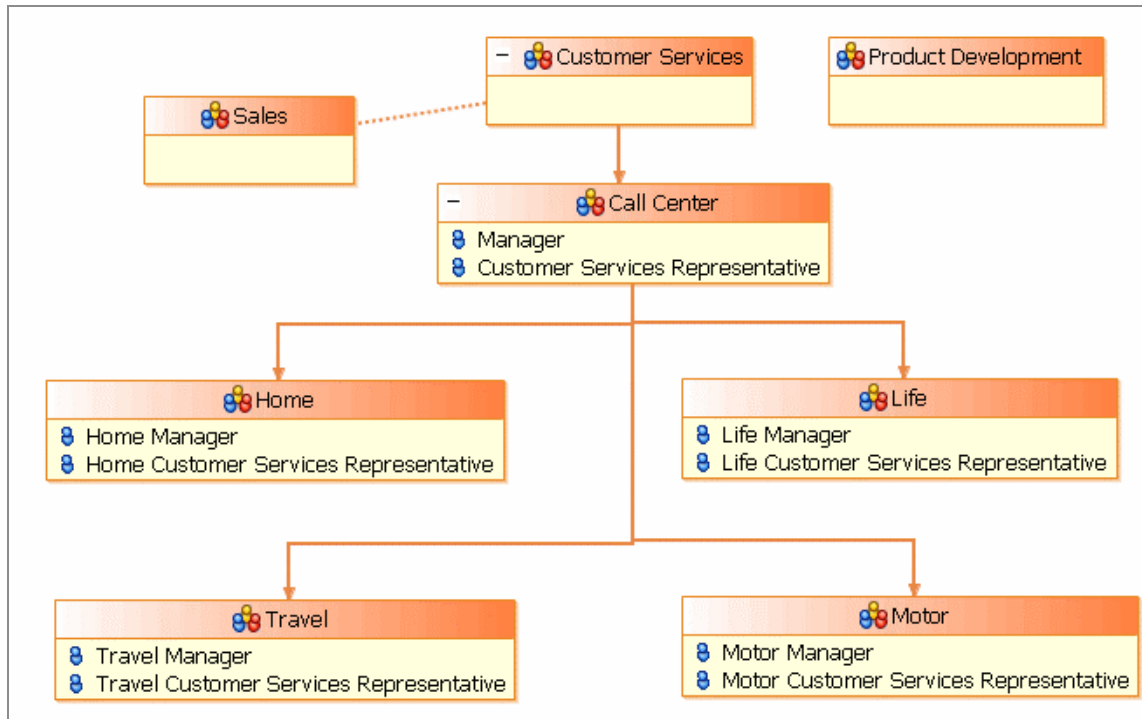 Customer Services
Product Development
Sales
Call Center
Manager
Customer Services Representative
Home
Home Manager
Home Customer Services Representative
Life
Life Manager
Life Customer Services Representative
Travel
Travel Manager
Travel Customer Services Representative
Motor
Motor Manager
Motor Customer Services Representative